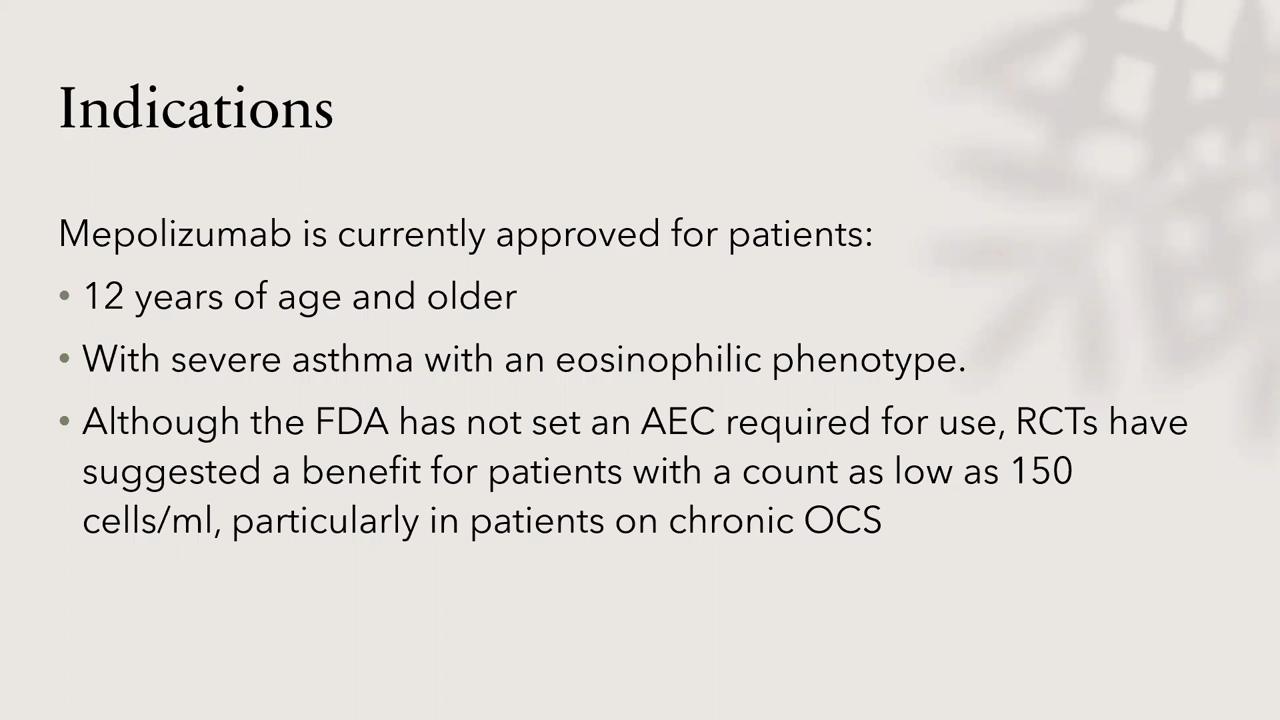 Indications
Mepolizumab is currently approved for patients:
• 12 years of age and older
• With severe asthma with an eosinophilic phenotype.
• Although the FDA has not set an AEC required for use, RCTs have
suggested a benefit for patients with a count as low as 150
cells/ml, particularly in patients on chronic OCS